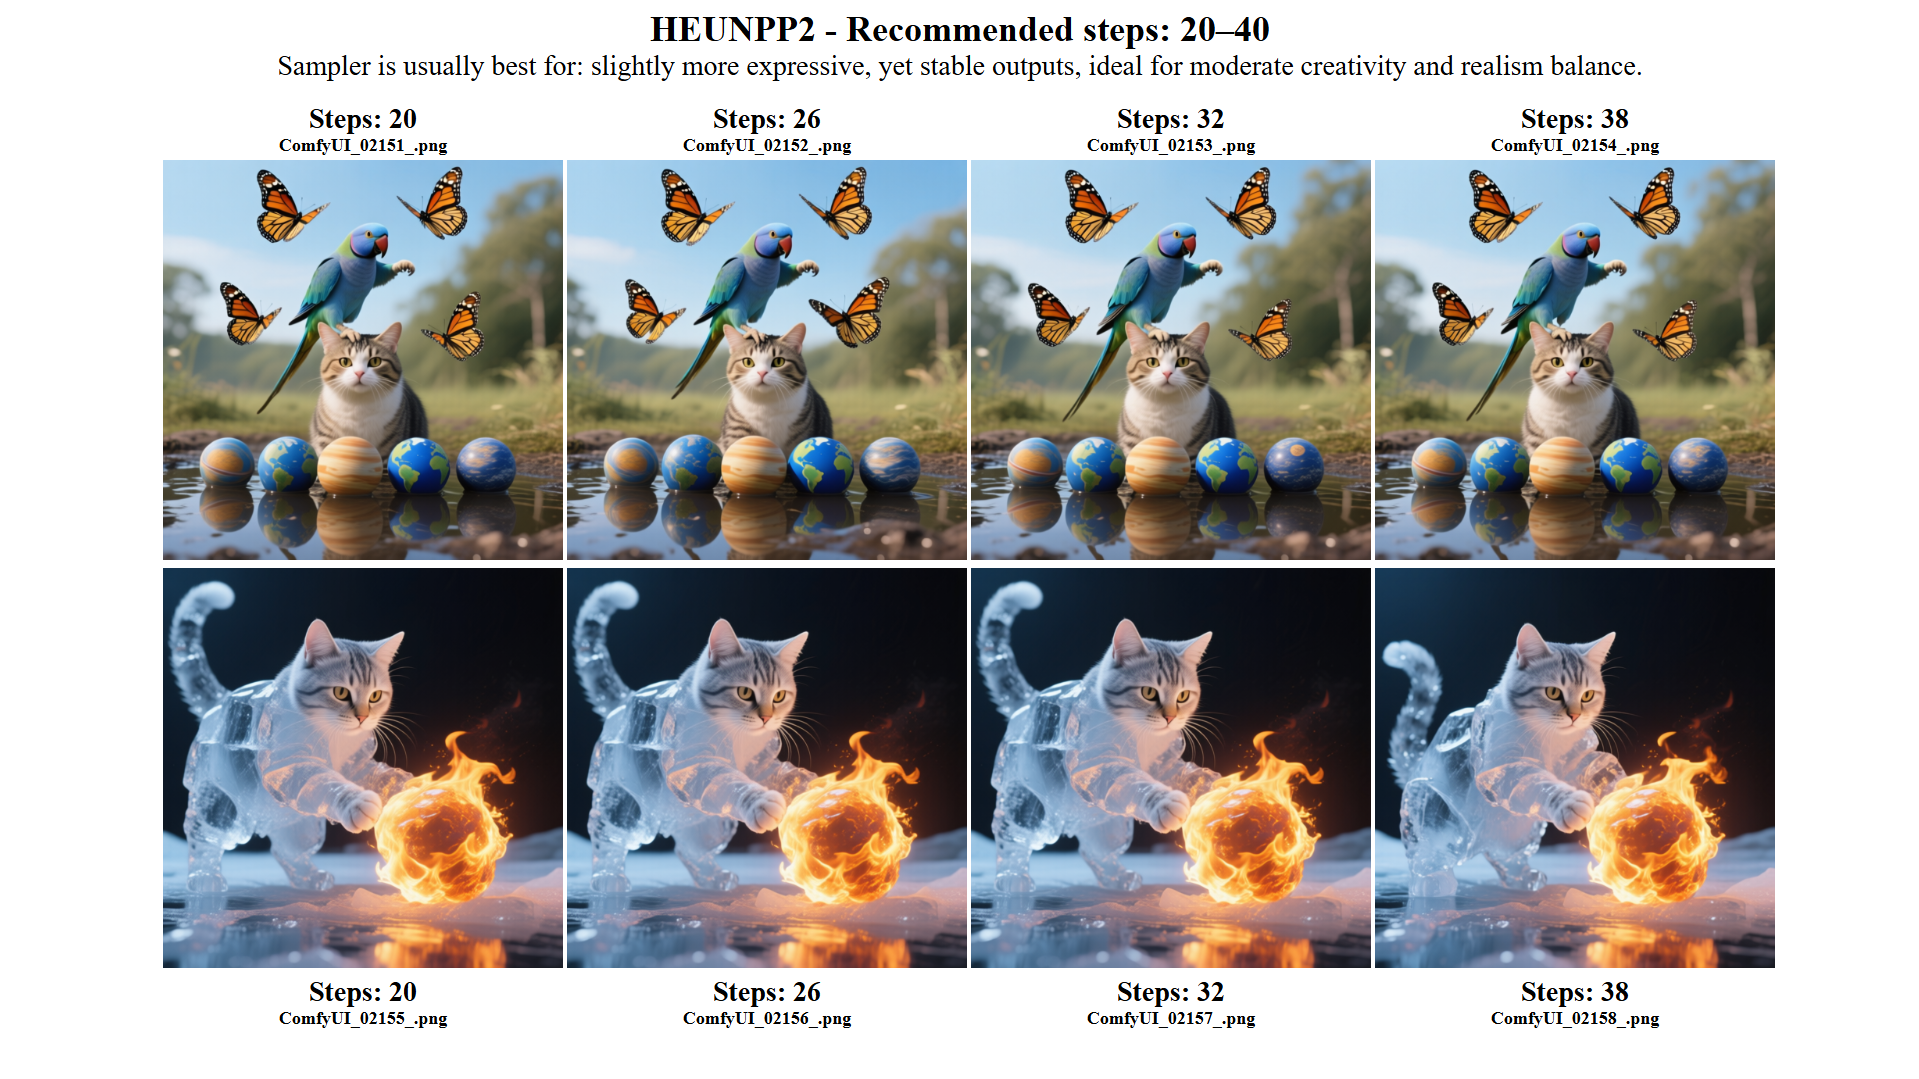 HEUNPP2 - Recommended steps: 20–40
Sampler is usually best for: slightly more expressive, yet stable outputs, ideal for moderate creativity and realism balance.
Steps: 20
ComfyUI_02151_.png
Steps: 26
ComfyUI_02152_.png
Steps: 32
ComfyUI_02153_.png
Steps: 38
ComfyUI_02154_.png
Steps: 20
ComfyUI_02155_.png
Steps: 26
ComfyUI_02156_.png
Steps: 32
ComfyUI_02157_.png
Steps: 38
ComfyUI_02158_.png